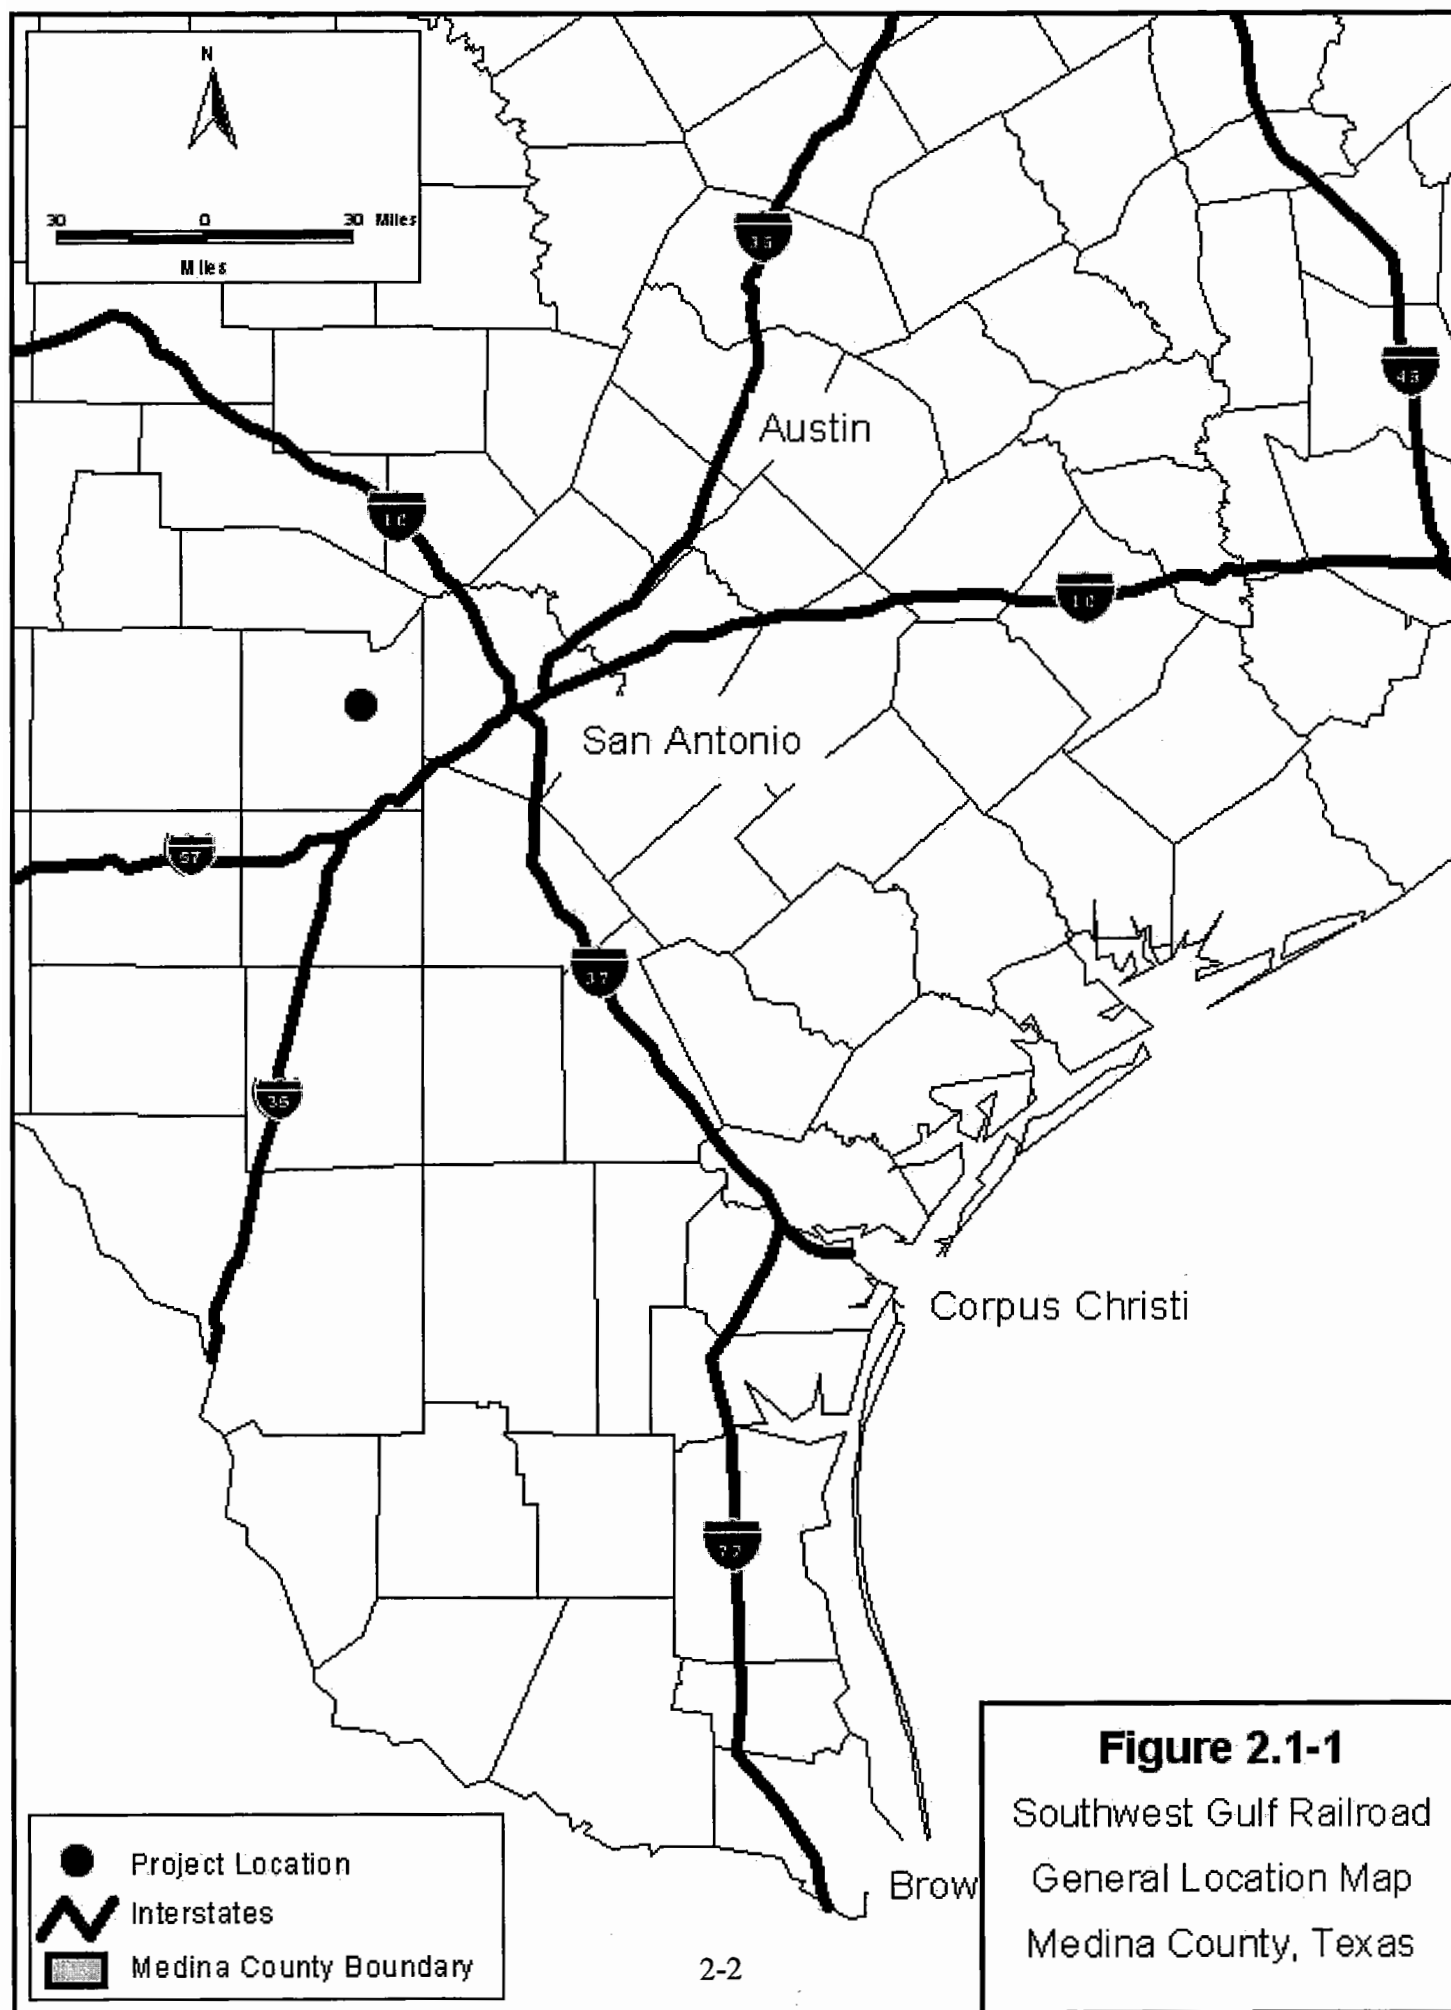 N
30 0 30 Miles
Miles
35
45
Austin
10
10
San Antonio
57
37
35
Corpus Christi
77
Figure 2.1-1
Southwest Gulf Railroad
General Location Map
Medina County, Texas
Project Location
Interstates
Medina County Boundary
Brow
2-2